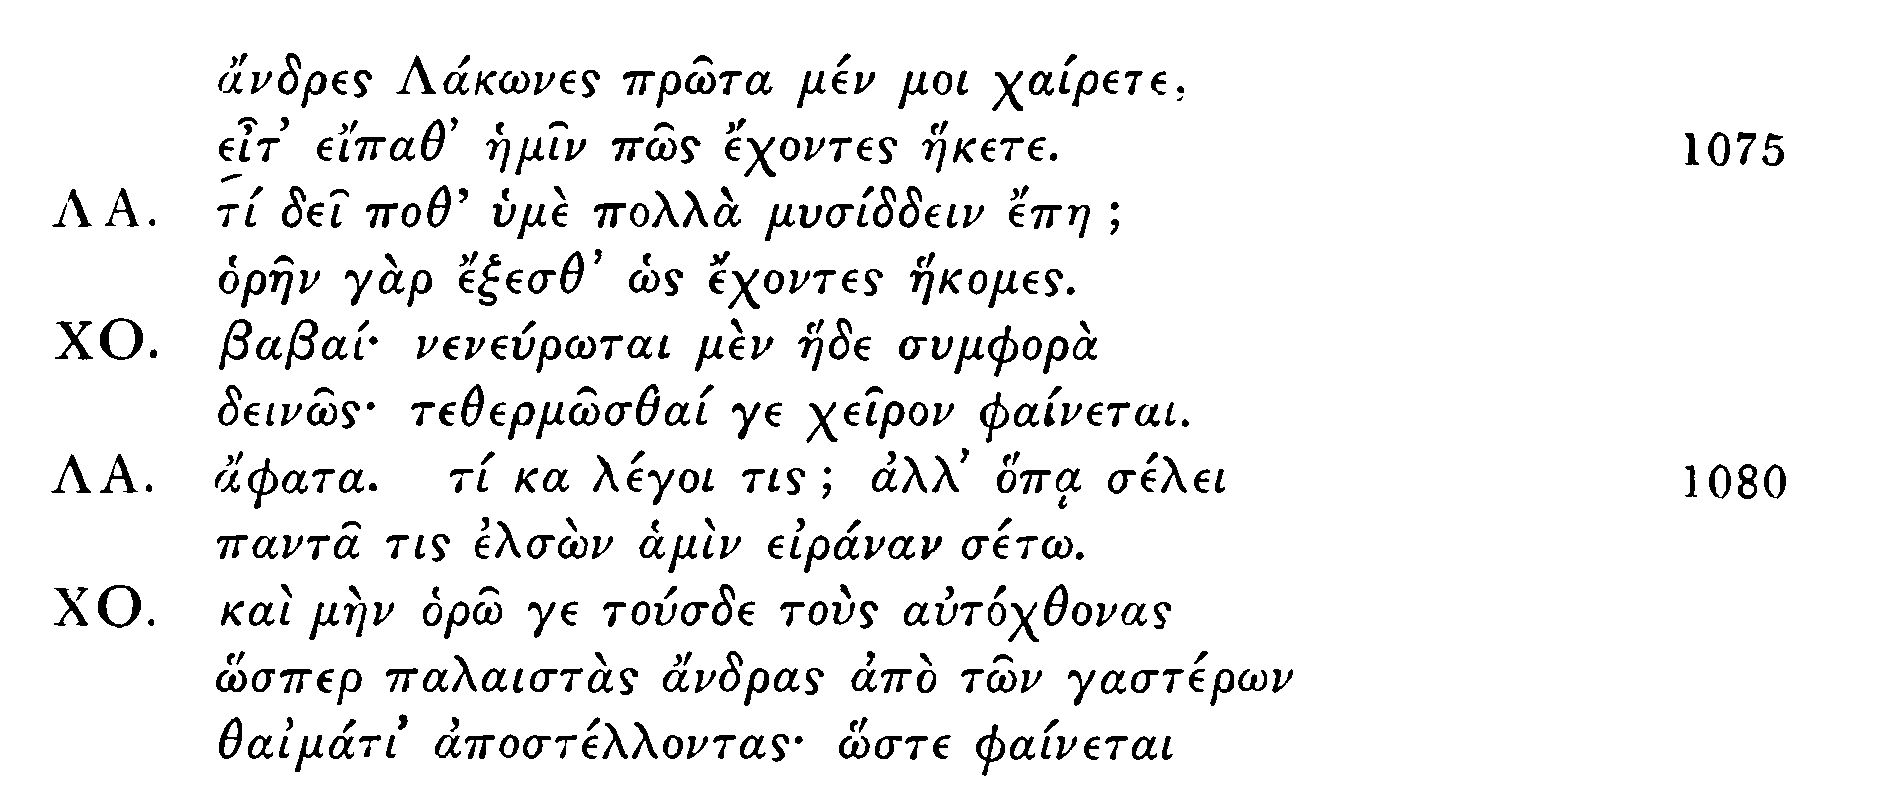 ἄνδρες Λάκωνες πρῶτα μέν μοι χαίρετε,
εἶτ’ εἴπαθ’ ἡμῖν πῶς ἔχοντες ἥκετε. 1075
ΛΑ. τί δεῖ ποθ’ ὑμὲ πολλὰ μυσίδδειν ἔπη ;
ὁρῆν γὰρ ἔξεσθ’ ὡς ἔχοντες ἥκομες.
ΧΟ. βαβαί· νενεύρωται μὲν ἥδε συμφορὰ
δεινῶς· τεθερμῶσθαί γε χεῖρον φαίνεται.
ΛΑ. ἄφατα. τί κα λέγοι τις ; ἀλλ’ ὅπᾳ σέλει 1080
παντᾶ τις ἐλσὼν ἁμὶν εἰράναν σέτω.
ΧΟ. καὶ μὴν ὁρῶ γε τούσδε τοὺς αὐτόχθονας
ὥσπερ παλαιστὰς ἄνδρας ἀπὸ τῶν γαστέρων
θαἰμάτι’ ἀποστέλλοντας· ὥστε φαίνεται